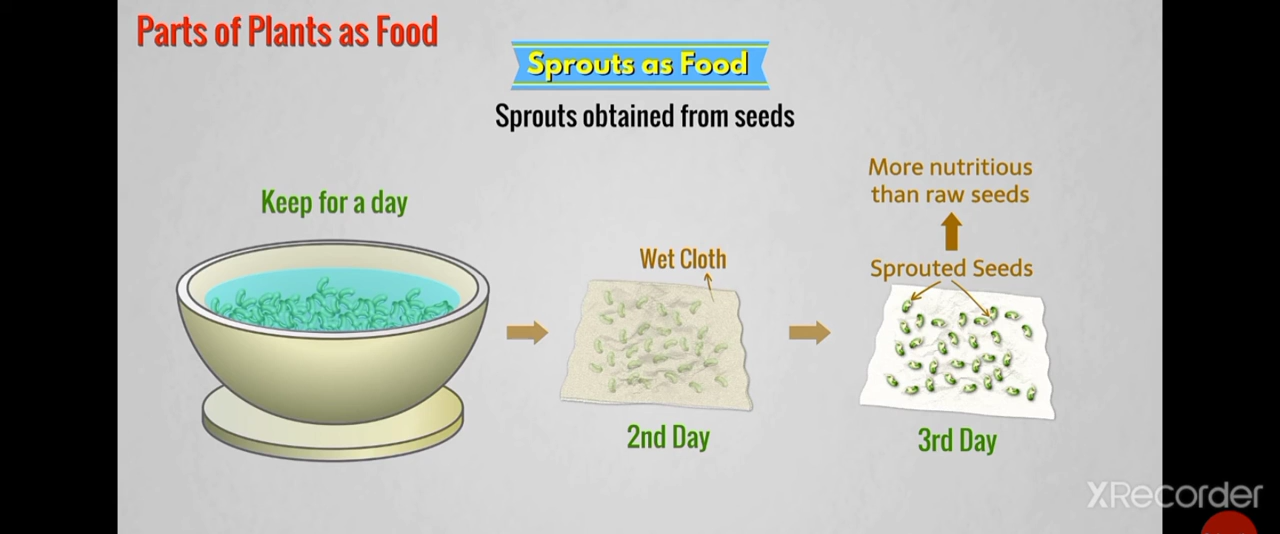 Parts of Plants as Food
Sprouts as Food
Sprouts obtained from seeds
Keep for a day
Wet Cloth
2nd Day
More nutritious
than raw seeds
Sprouted Seeds
3rd Day
XRecorder